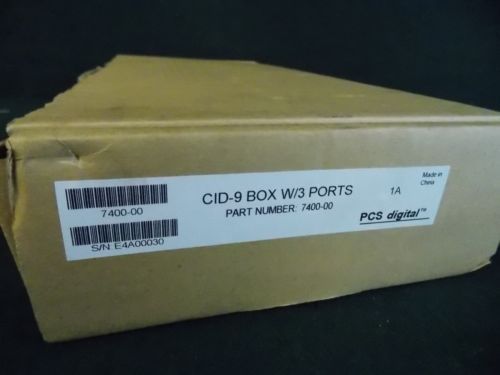 7400-00
S/N E4A00030
CID-9 BOX W/3 PORTS
PART NUMBER: 7400-00
1A
Made in
China
PCS digital™